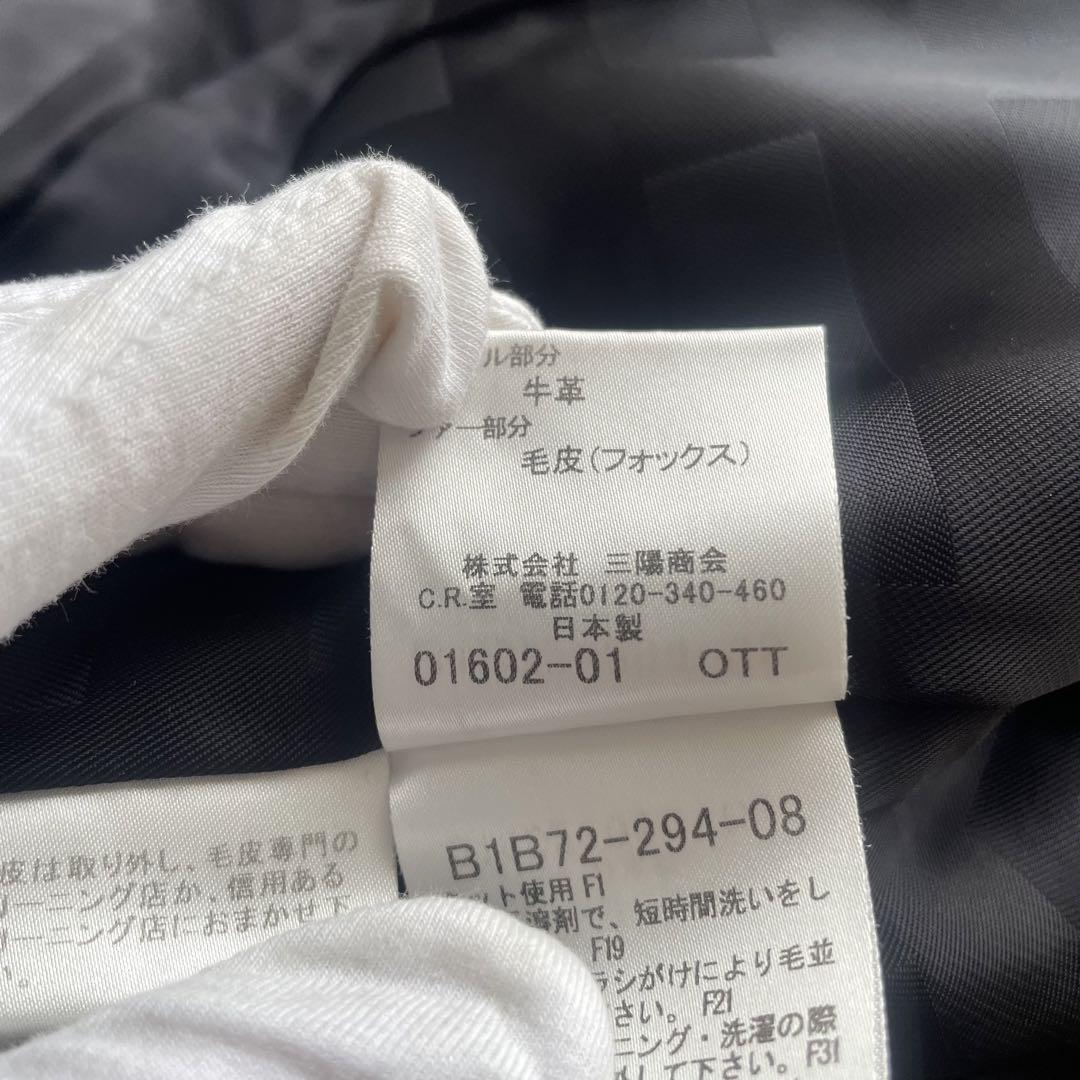 ル部分
牛革
ファー部分
毛皮(フォックス)
株式会社 三陽商会
C.R.室 電話0120-340-460
日本製
01602-01 OTT
B1B72-294-08
ット使用 F1
溶剤で、短時間洗いをし
F19
ラシがけにより毛並
さい。 F21
ニング・洗濯の際
して下さい。 F31
皮は取り外し、毛皮専門の
リーニング店か、信用ある
リーニング店におまかせ下
い。